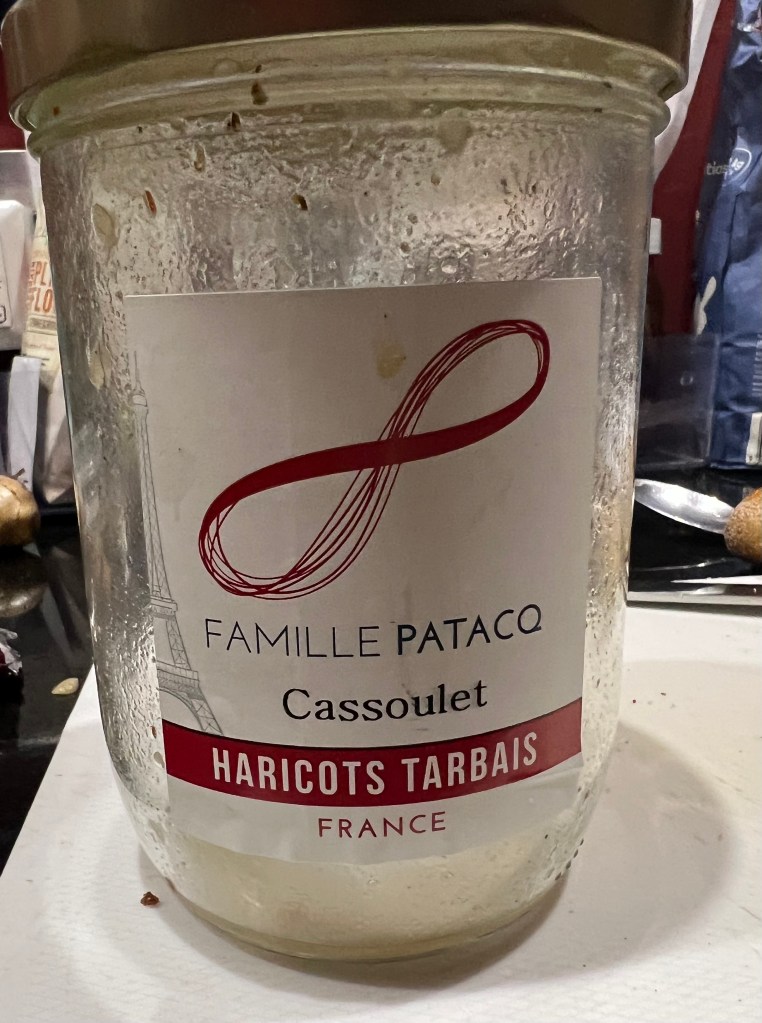 FAMILLE PATACQ
Cassoulet
HARICOTS TARBAIS
FRANCE